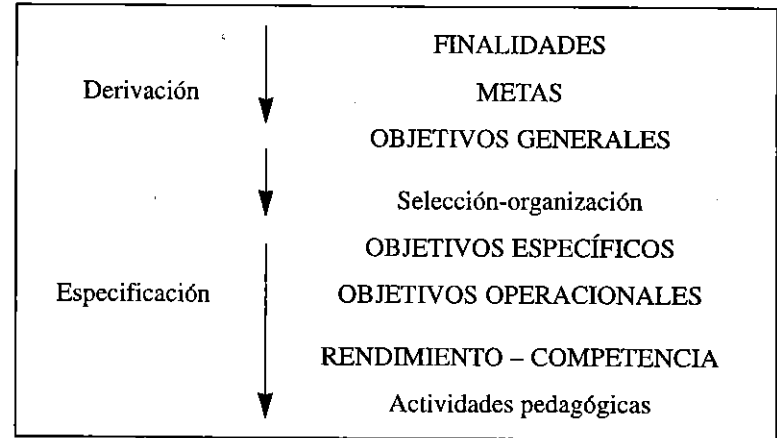 FINALIDADES
Derivación
METAS
OBJETIVOS GENERALES
Selección-organización
OBJETIVOS ESPECÍFICOS
Especificación
OBJETIVOS OPERACIONALES
RENDIMIENTO – COMPETENCIA
Actividades pedagógicas